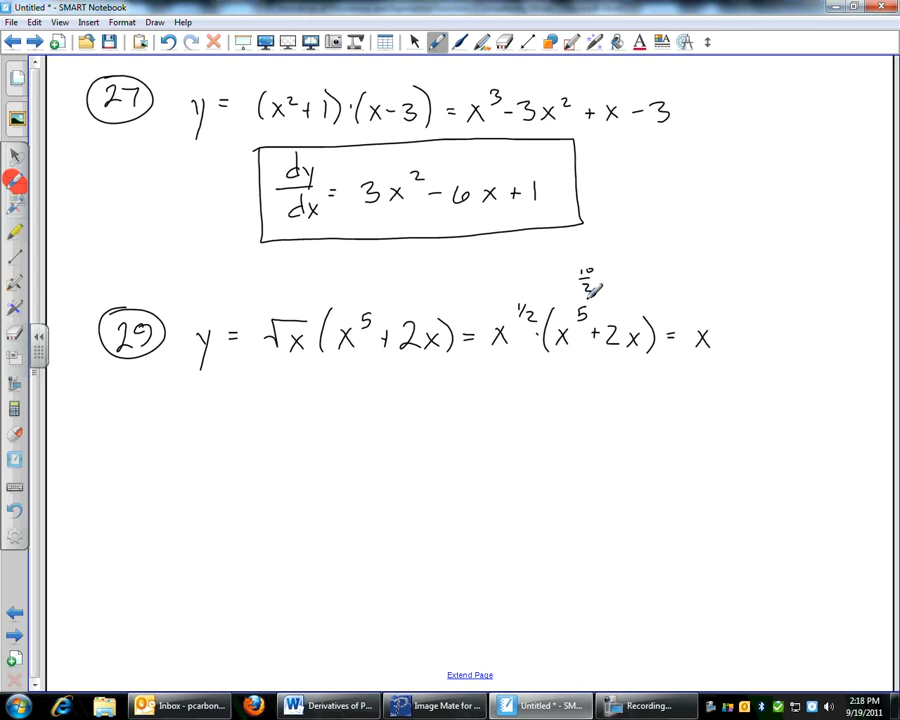 Untitled * - SMART Notebook
File Edit View Insert Format Draw Help
27 y = (x² + 1) · (x - 3) = x³ - 3x² + x - 3
dy/dx = 3x² - 6x + 1
10/2
29 y = √x (x⁵ + 2x) = x^1/2 · (x⁵ + 2x) = x
Extend Page
Inbox - pcarbon... Derivatives of P... Image Mate for ... Untitled * - SM... Recording...
2:18 PM
9/19/2011